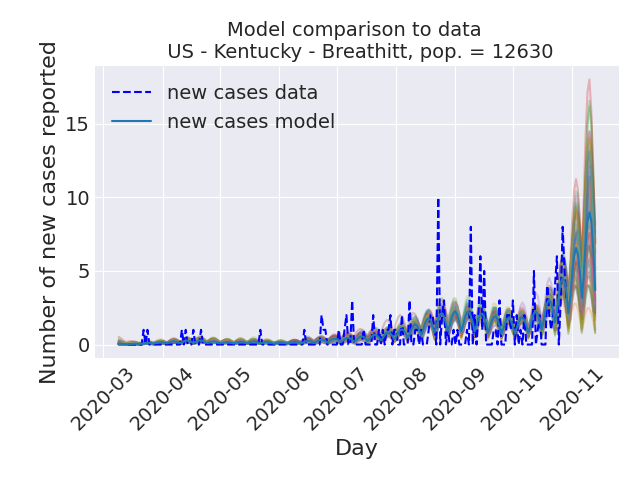 Model comparison to data
US - Kentucky - Breathitt, pop. = 12630
Number of new cases reported
new cases data
new cases model
15
10
5
0
2020-03
2020-04
2020-05
2020-06
2020-07
2020-08
2020-09
2020-10
2020-11
Day